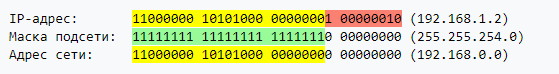 IP-адрес: 11000000 10101000 00000001 00000010 (192.168.1.2)
Маска подсети: 11111111 11111111 11111110 00000000 (255.255.254.0)
Адрес сети: 11000000 10101000 00000000 00000000 (192.168.0.0)